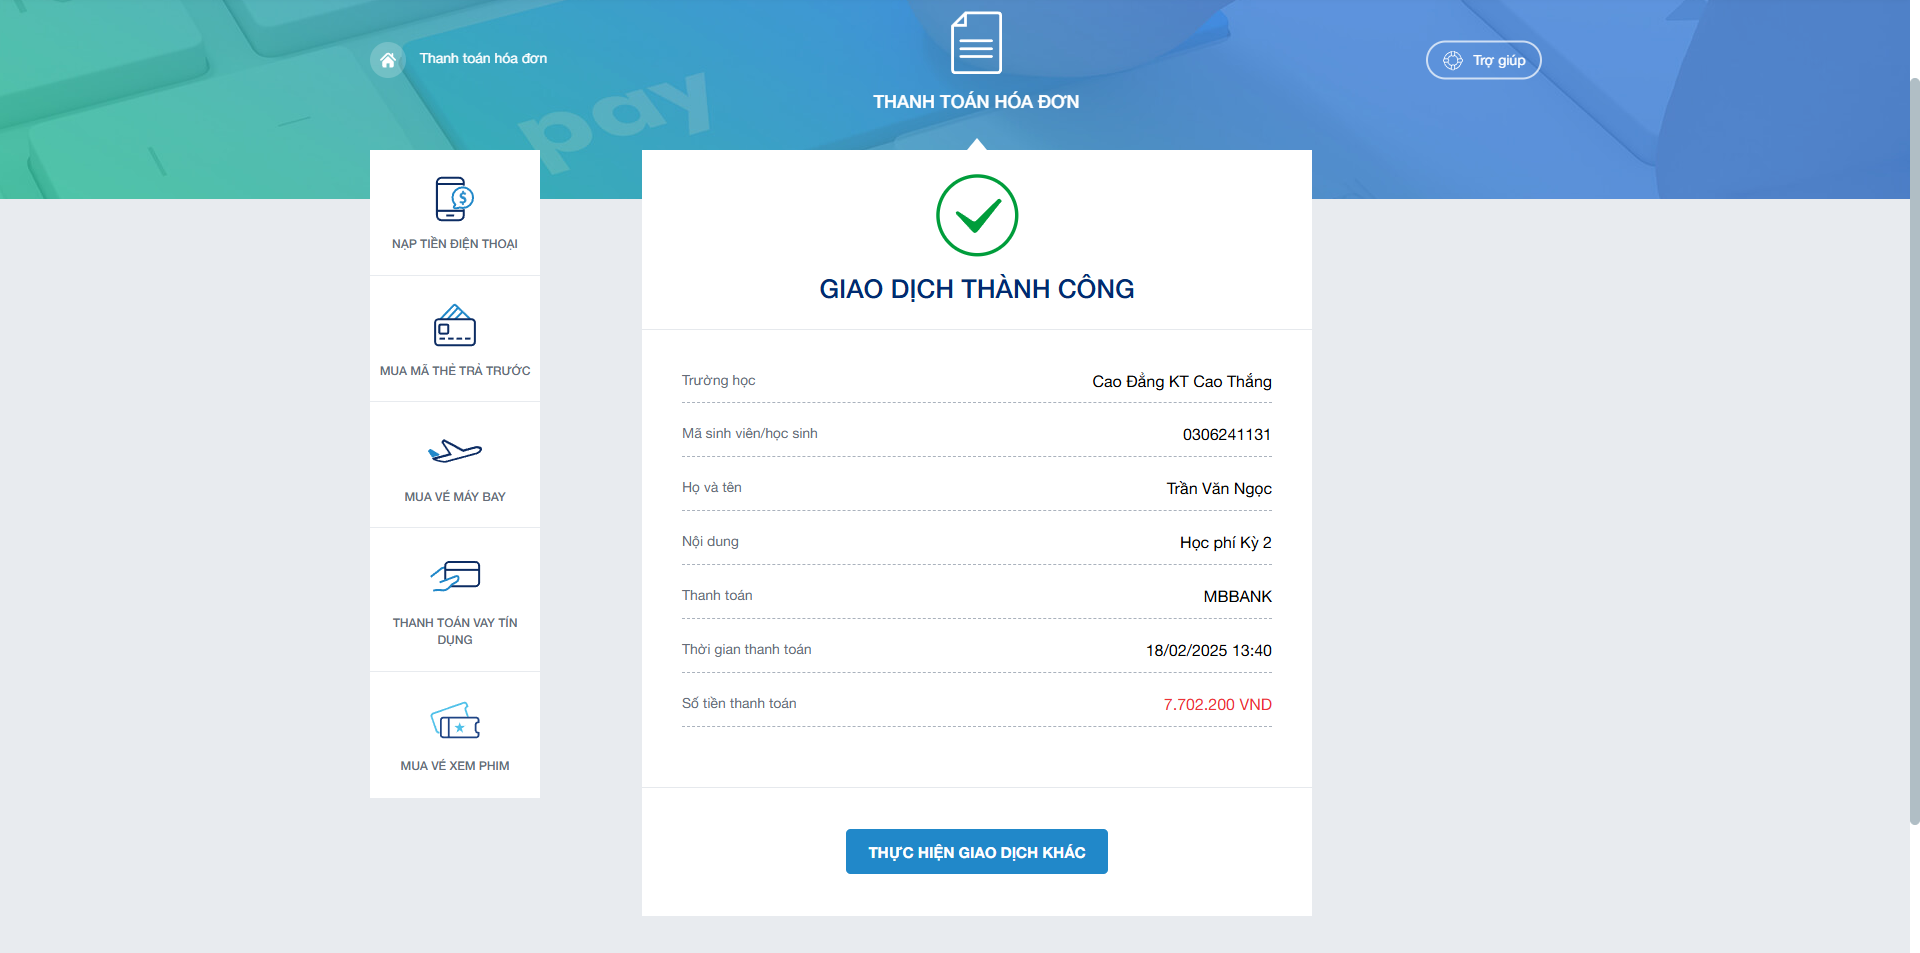 Thanh toán hóa đơn
pay
THANH TOÁN HÓA ĐƠN
Trợ giúp
NẠP TIỀN ĐIỆN THOẠI
MUA MÃ THẺ TRẢ TRƯỚC
MUA VÉ MÁY BAY
THANH TOÁN VAY TÍN
DỤNG
MUA VÉ XEM PHIM
GIAO DỊCH THÀNH CÔNG
Trường học Cao Đẳng KT Cao Thắng
Mã sinh viên/học sinh 0306241131
Họ và tên Trần Văn Ngọc
Nội dung Học phí Kỳ 2
Thanh toán MBBANK
Thời gian thanh toán 18/02/2025 13:40
Số tiền thanh toán 7.702.200 VND
THỰC HIỆN GIAO DỊCH KHÁC